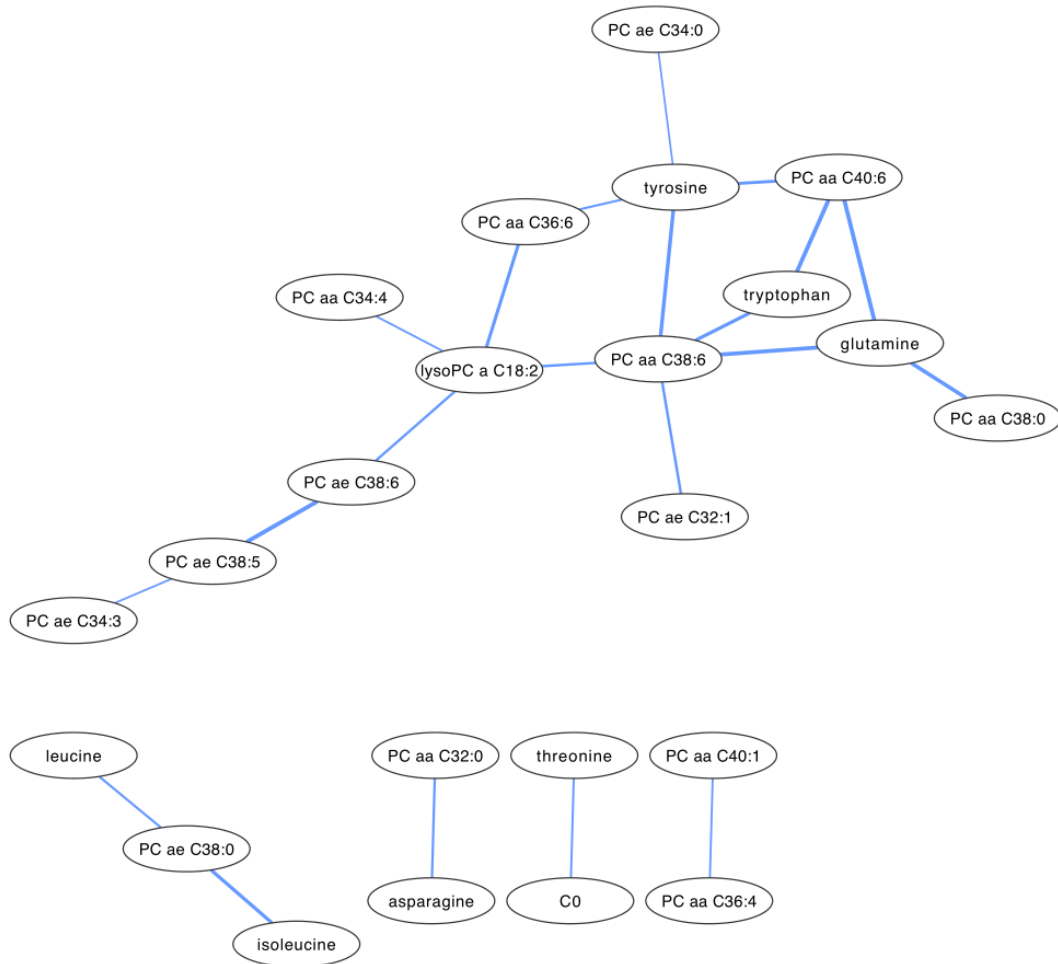 PC ae C34:0
tyrosine
PC aa C40:6
PC aa C36:6
PC aa C34:4
tryptophan
lysoPC a C18:2
PC aa C38:6
glutamine
PC aa C38:0
PC ae C38:6
PC ae C32:1
PC ae C38:5
PC ae C34:3
leucine
PC aa C32:0
threonine
PC aa C40:1
PC ae C38:0
asparagine
C0
PC aa C36:4
isoleucine